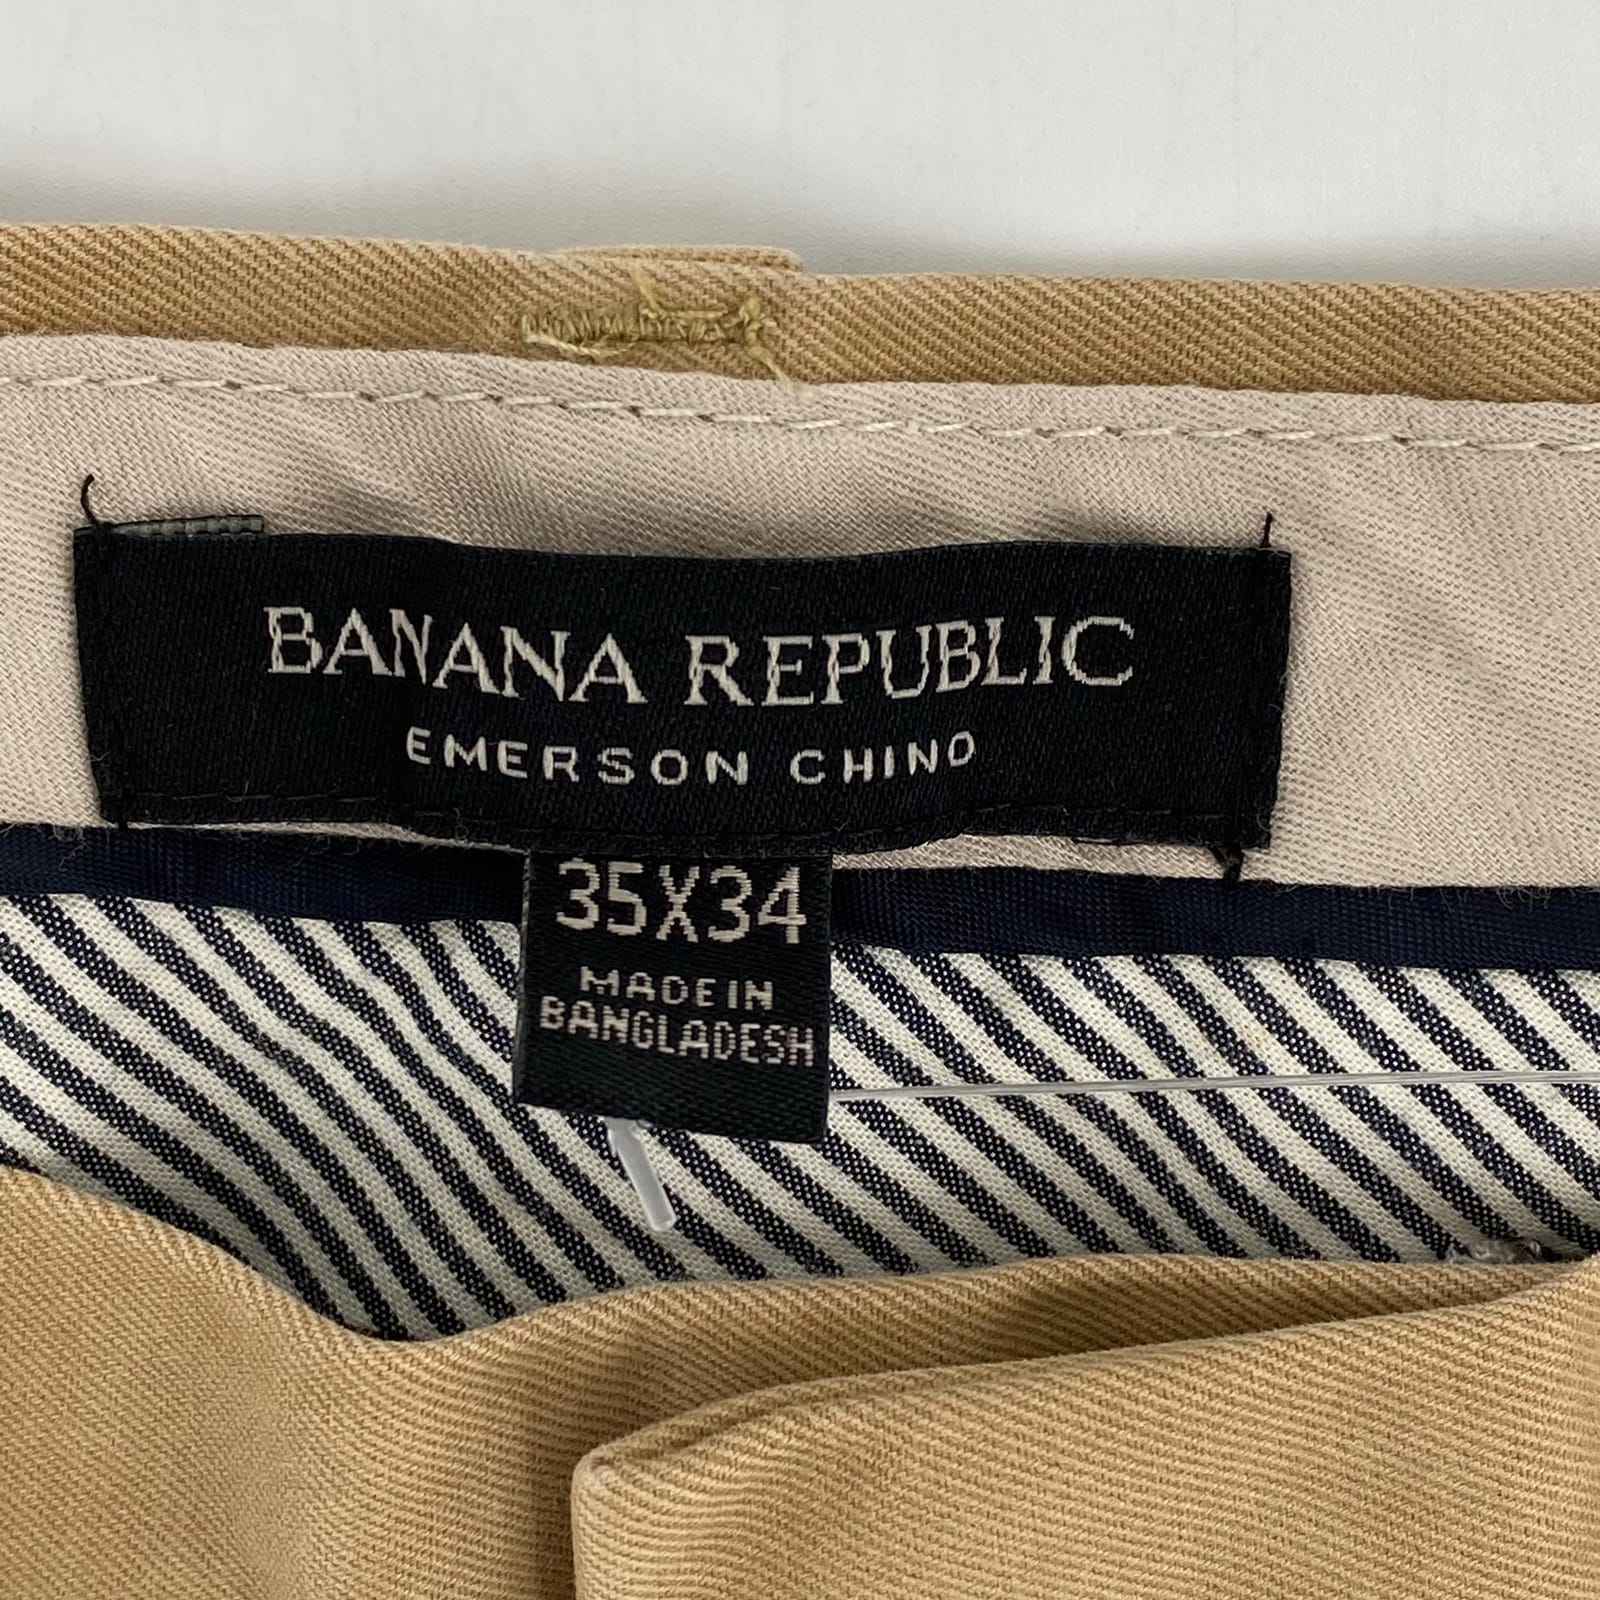 BANANA REPUBLIC
EMERSON CHINO
35X34
MADE IN
BANGLADESH